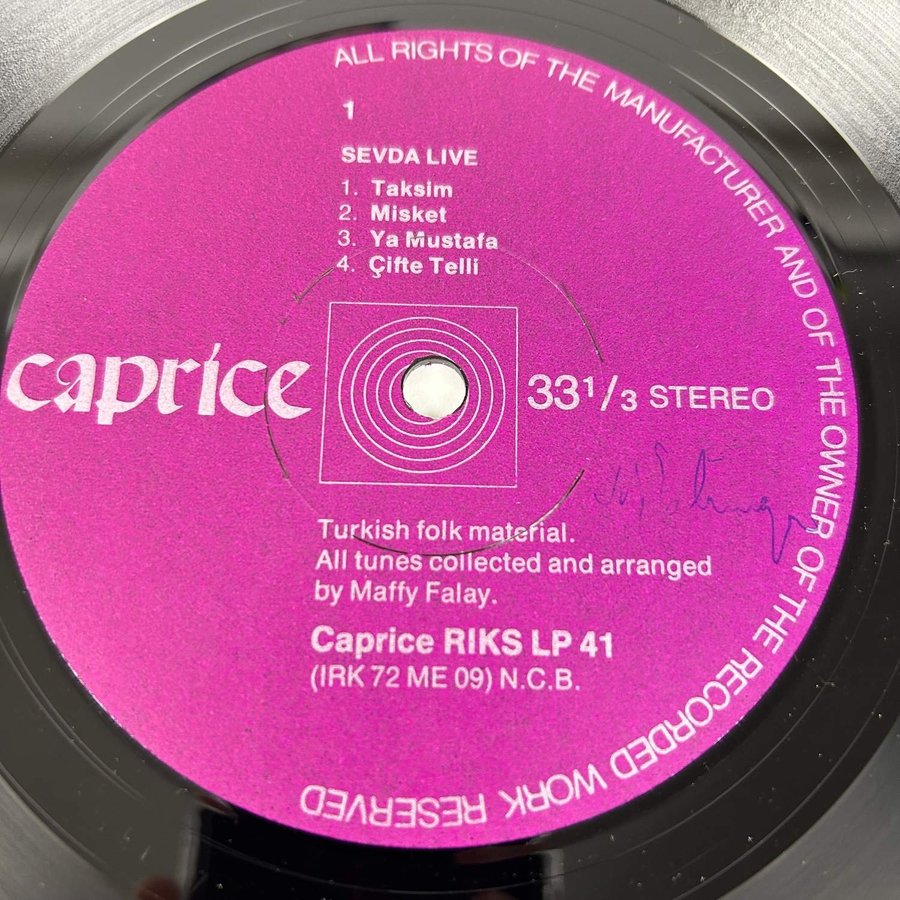 ALL RIGHTS OF THE MANUFACTURER AND OF THE OWNER OF THE RECORDED WORK RESERVED
1
SEVDA LIVE
1. Taksim
2. Misket
3. Ya Mustafa
4. Çifte Telli
caprice
33 1/3 STEREO
Turkish folk material.
All tunes collected and arranged
by Maffy Falay.
Caprice RIKS LP 41
(IRK 72 ME 09) N.C.B.